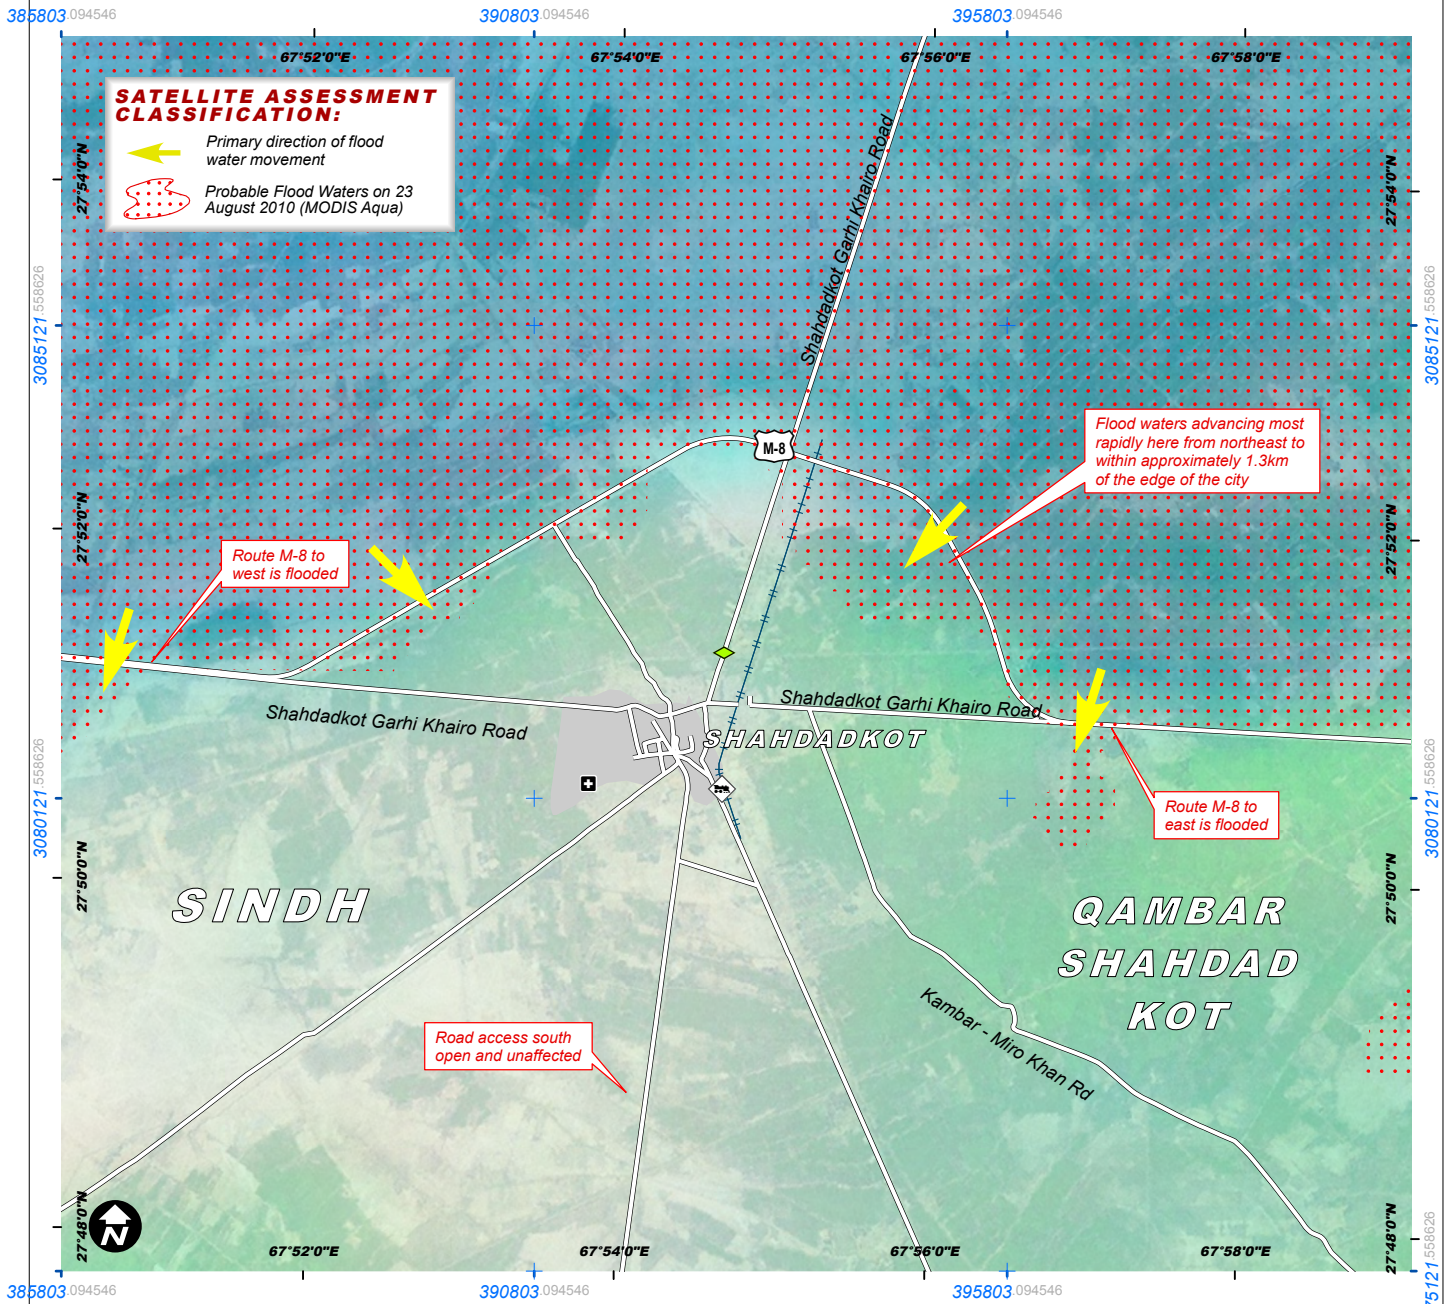 385803.094546
390803.094546
395803.094546
67°52'0"E
67°54'0"E
67°56'0"E
67°58'0"E
SATELLITE ASSESSMENT
CLASSIFICATION:
Primary direction of flood
water movement
Probable Flood Waters on 23
August 2010 (MODIS Aqua)
27°54'0"N
27°54'0"N
Shahdadkot Garhi Khairo Road
3085121.558626
3085121.558626
M-8
Flood waters advancing most
rapidly here from northeast to
within approximately 1.3km
of the edge of the city
27°52'0"N
27°52'0"N
Route M-8 to
west is flooded
Shahdadkot Garhi Khairo Road
Shahdadkot Garhi Khairo Road
SHAHDADKOT
3080121.558626
3080121.558626
Route M-8 to
east is flooded
27°50'0"N
27°50'0"N
SINDH
QAMBAR
SHAHDAD
KOT
Kambar - Miro Khan Rd
Road access south
open and unaffected
27°48'0"N
27°48'0"N
N
67°52'0"E
67°54'0"E
67°56'0"E
67°58'0"E
75121.558626
385803.094546
390803.094546
395803.094546